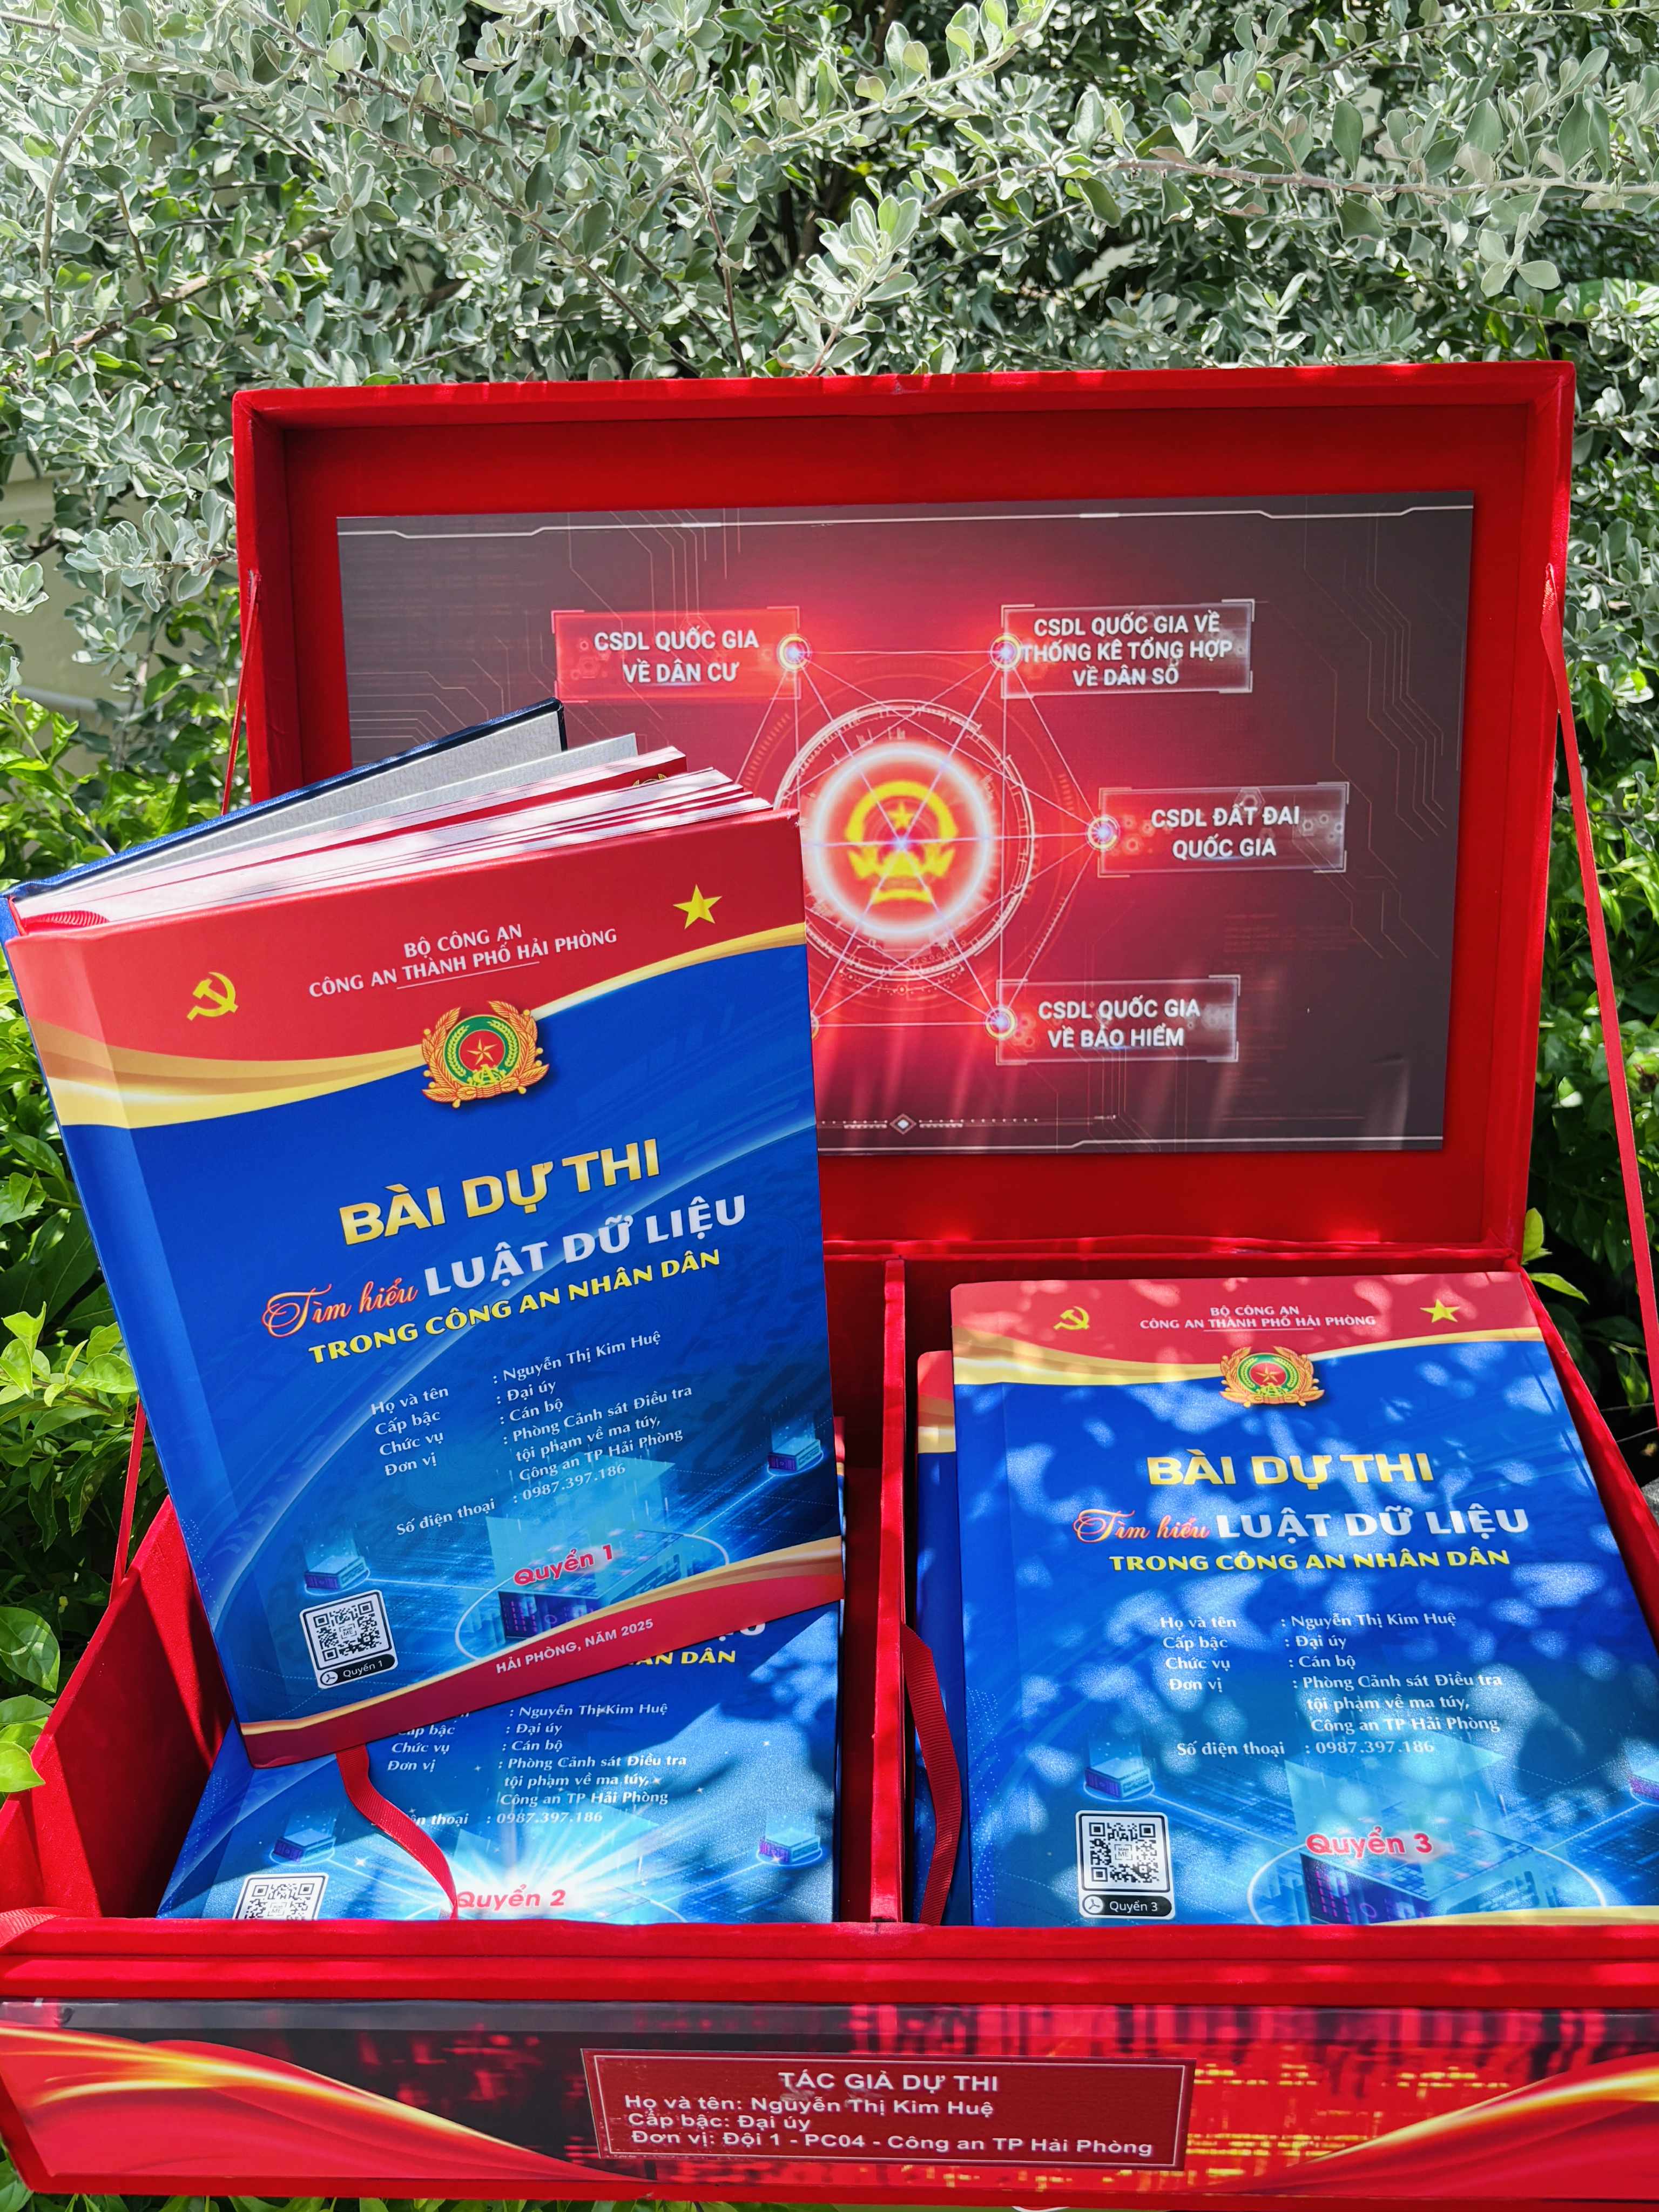 CSDL QUỐC GIA
VỀ DÂN CƯ
CSDL QUỐC GIA VỀ
THỐNG KÊ TỔNG HỢP
VỀ DÂN SỐ
CSDL ĐẤT ĐAI
QUỐC GIA
CSDL QUỐC GIA
VỀ BẢO HIỂM
BỘ CÔNG AN
CÔNG AN THÀNH PHỐ HẢI PHÒNG
BÀI DỰ THI
Tìm hiểu LUẬT DỮ LIỆU
TRONG CÔNG AN NHÂN DÂN
Họ và tên : Nguyễn Thị Kim Huệ
Cấp bậc : Đại úy
Chức vụ : Cán bộ
Đơn vị : Phòng Cảnh sát Điều tra
tội phạm về ma túy,
Công an TP Hải Phòng
Số điện thoại : 0987.397.186
Quyển 1
Quyển 1
HẢI PHÒNG, NĂM 2025
DÂN
: Nguyễn Thị Kim Huệ
bậc : Đại úy
Chức vụ : Cán bộ
Đơn vị : Phòng Cảnh sát Điều tra
tội phạm về ma túy,
Công an TP Hải Phòng
thoại : 0987.397.186
Quyển 2
BỘ CÔNG AN
CÔNG AN THÀNH PHỐ HẢI PHÒNG
BÀI DỰ THI
Tìm hiểu LUẬT DỮ LIỆU
TRONG CÔNG AN NHÂN DÂN
Họ và tên : Nguyễn Thị Kim Huệ
Cấp bậc : Đại úy
Chức vụ : Cán bộ
Đơn vị : Phòng Cảnh sát Điều tra
tội phạm về ma túy,
Công an TP Hải Phòng
Số điện thoại : 0987.397.186
Quyển 3
Quyển 3
TÁC GIẢ DỰ THI
Họ và tên: Nguyễn Thị Kim Huệ
Cấp bậc: Đại úy
Đơn vị: Đội 1 - PC04 - Công an TP Hải Phòng